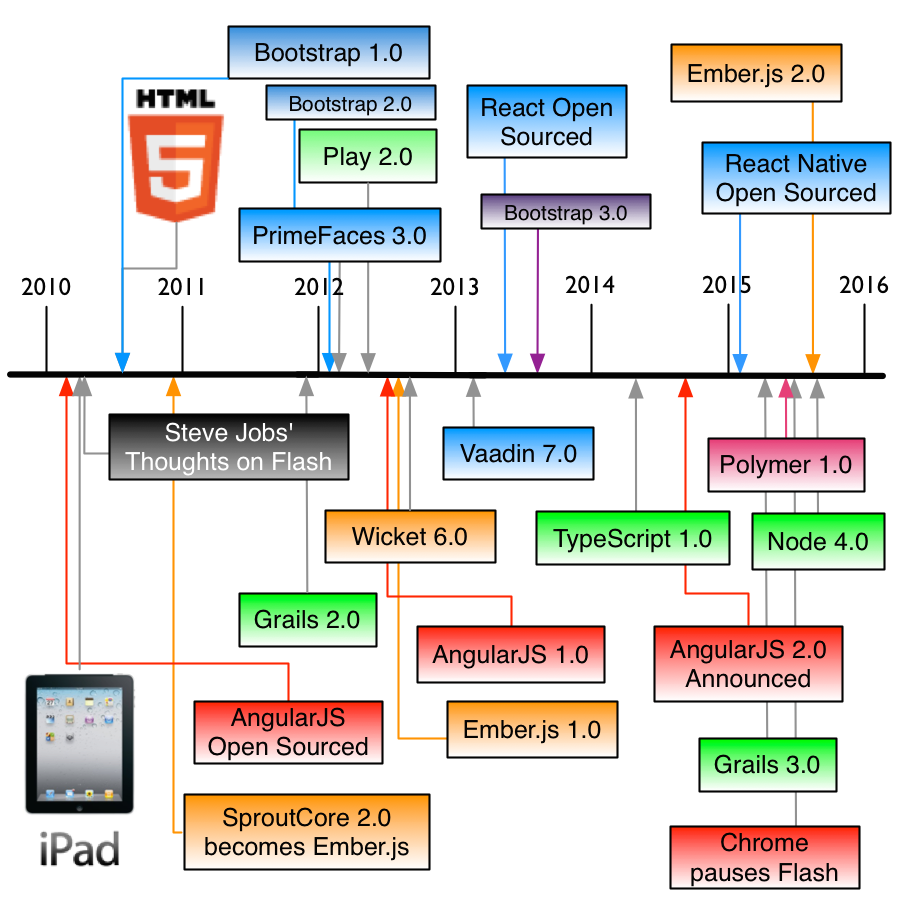 Bootstrap 1.0
Ember.js 2.0
HTML
5
Bootstrap 2.0
React Open
Sourced
Play 2.0
React Native
Open Sourced
Bootstrap 3.0
PrimeFaces 3.0
2010
2011
2012
2013
2014
2015
2016
Steve Jobs'
Thoughts on Flash
Vaadin 7.0
Polymer 1.0
Wicket 6.0
TypeScript 1.0
Node 4.0
Grails 2.0
AngularJS 1.0
AngularJS 2.0
Announced
AngularJS
Open Sourced
Ember.js 1.0
Grails 3.0
SproutCore 2.0
becomes Ember.js
iPad
Chrome
pauses Flash